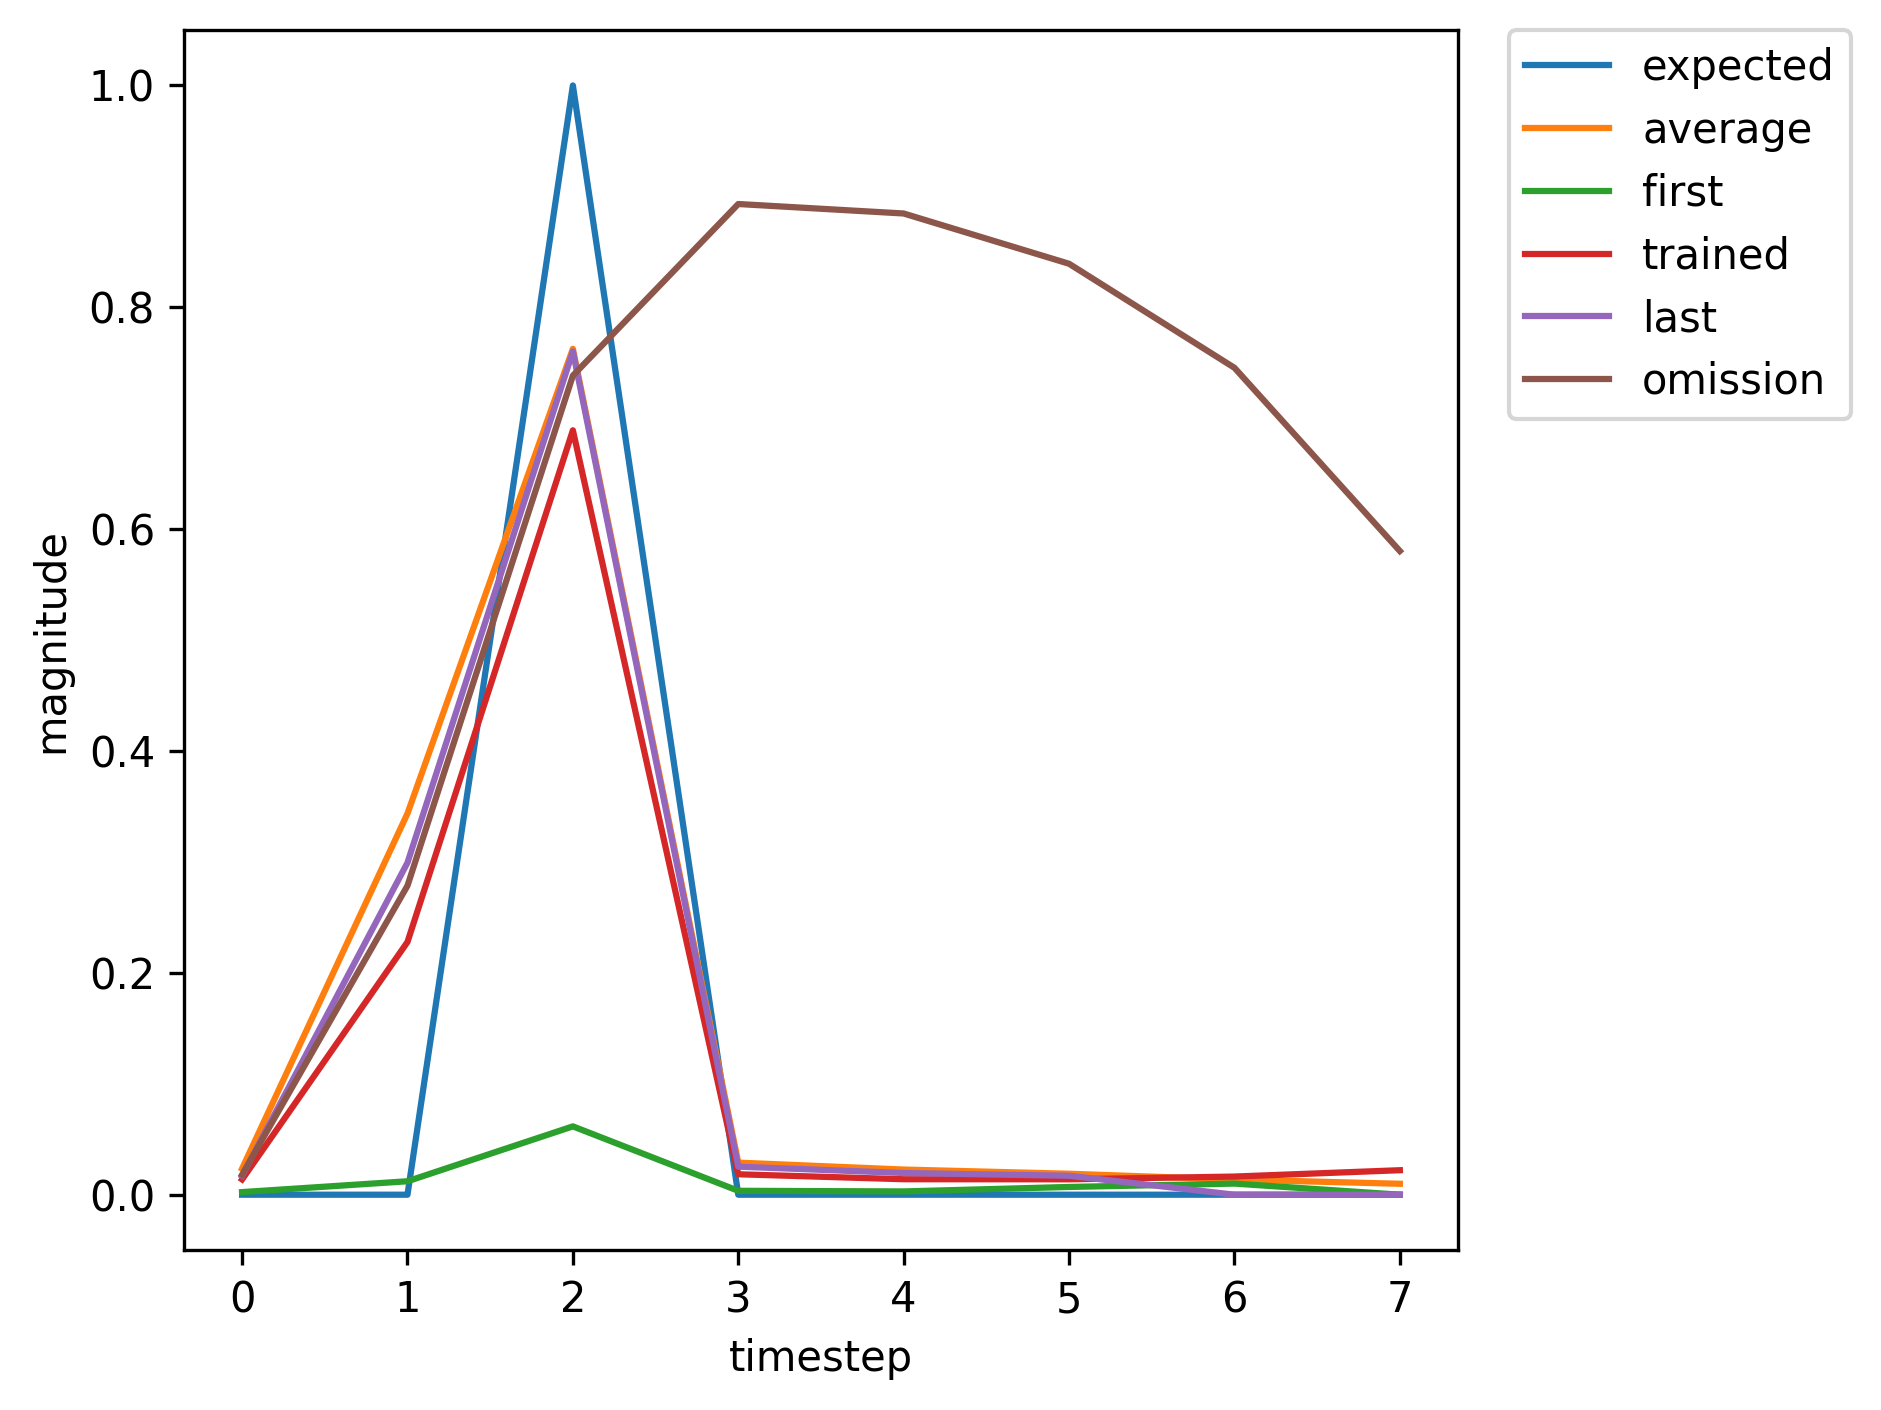 expected
average
first
trained
last
omission
1.0
0.8
0.6
0.4
0.2
0.0
magnitude
0 1 2 3 4 5 6 7
timestep